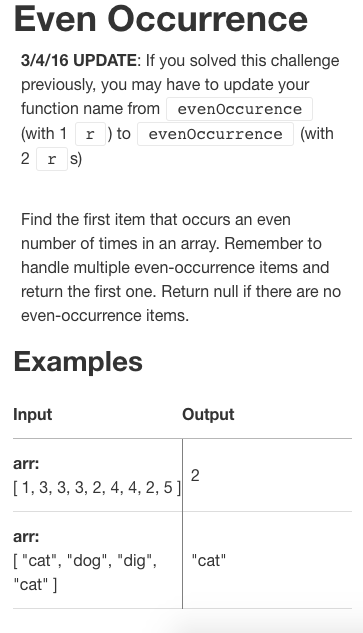 Even Occurrence
3/4/16 UPDATE: If you solved this challenge
previously, you may have to update your
function name from evenOccurence
(with 1 r ) to evenOccurrence (with
2 r s)
Find the first item that occurs an even
number of times in an array. Remember to
handle multiple even-occurrence items and
return the first one. Return null if there are no
even-occurrence items.
Examples
Input Output
arr:
[ 1, 3, 3, 3, 2, 4, 4, 2, 5 ] 2
arr:
[ "cat", "dog", "dig", "cat"
"cat" ]